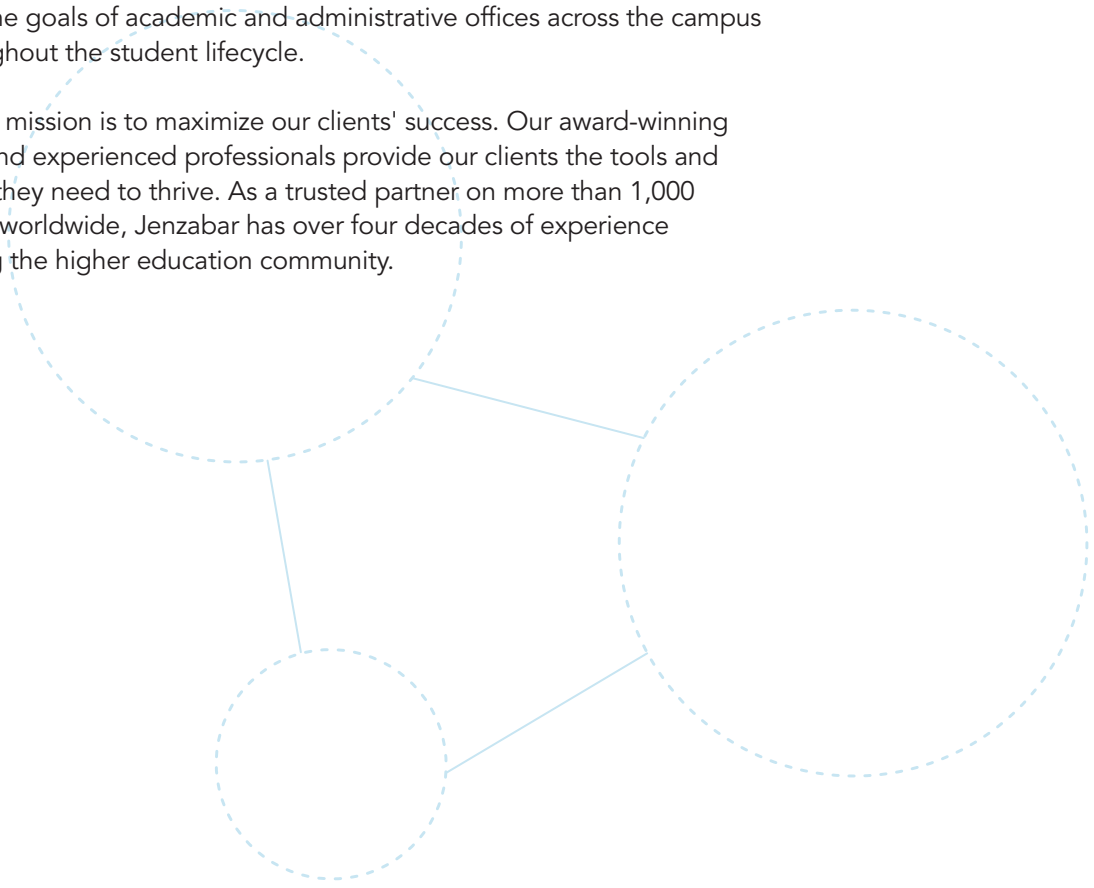 e goals of academic and administrative offices across the campus
ghout the student lifecycle.
mission is to maximize our clients' success. Our award-winning
nd experienced professionals provide our clients the tools and
they need to thrive. As a trusted partner on more than 1,000
worldwide, Jenzabar has over four decades of experience
the higher education community.